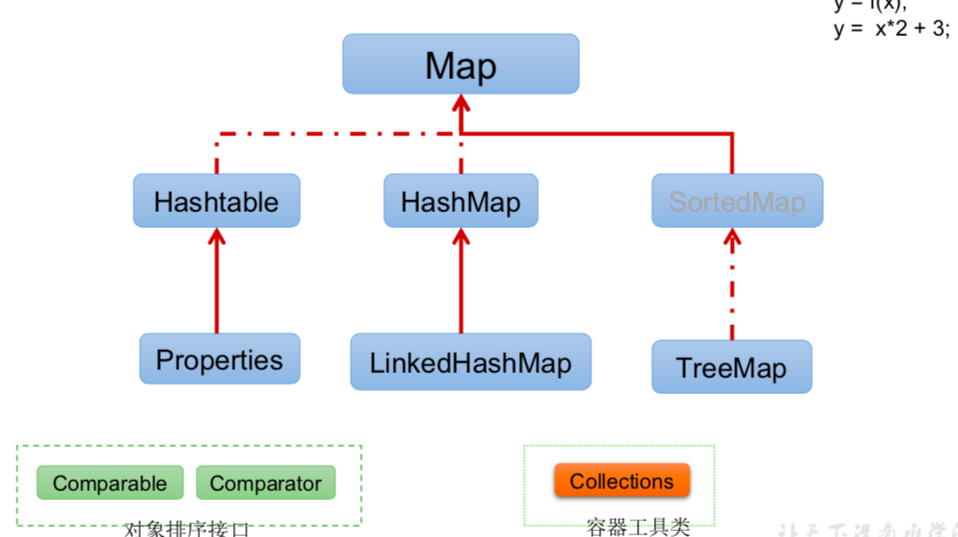 y = f(x);
y = x*2 + 3;
Map
Hashtable
HashMap
SortedMap
Properties
LinkedHashMap
TreeMap
Comparable
Comparator
Collections
对象排序接口
容器工具类